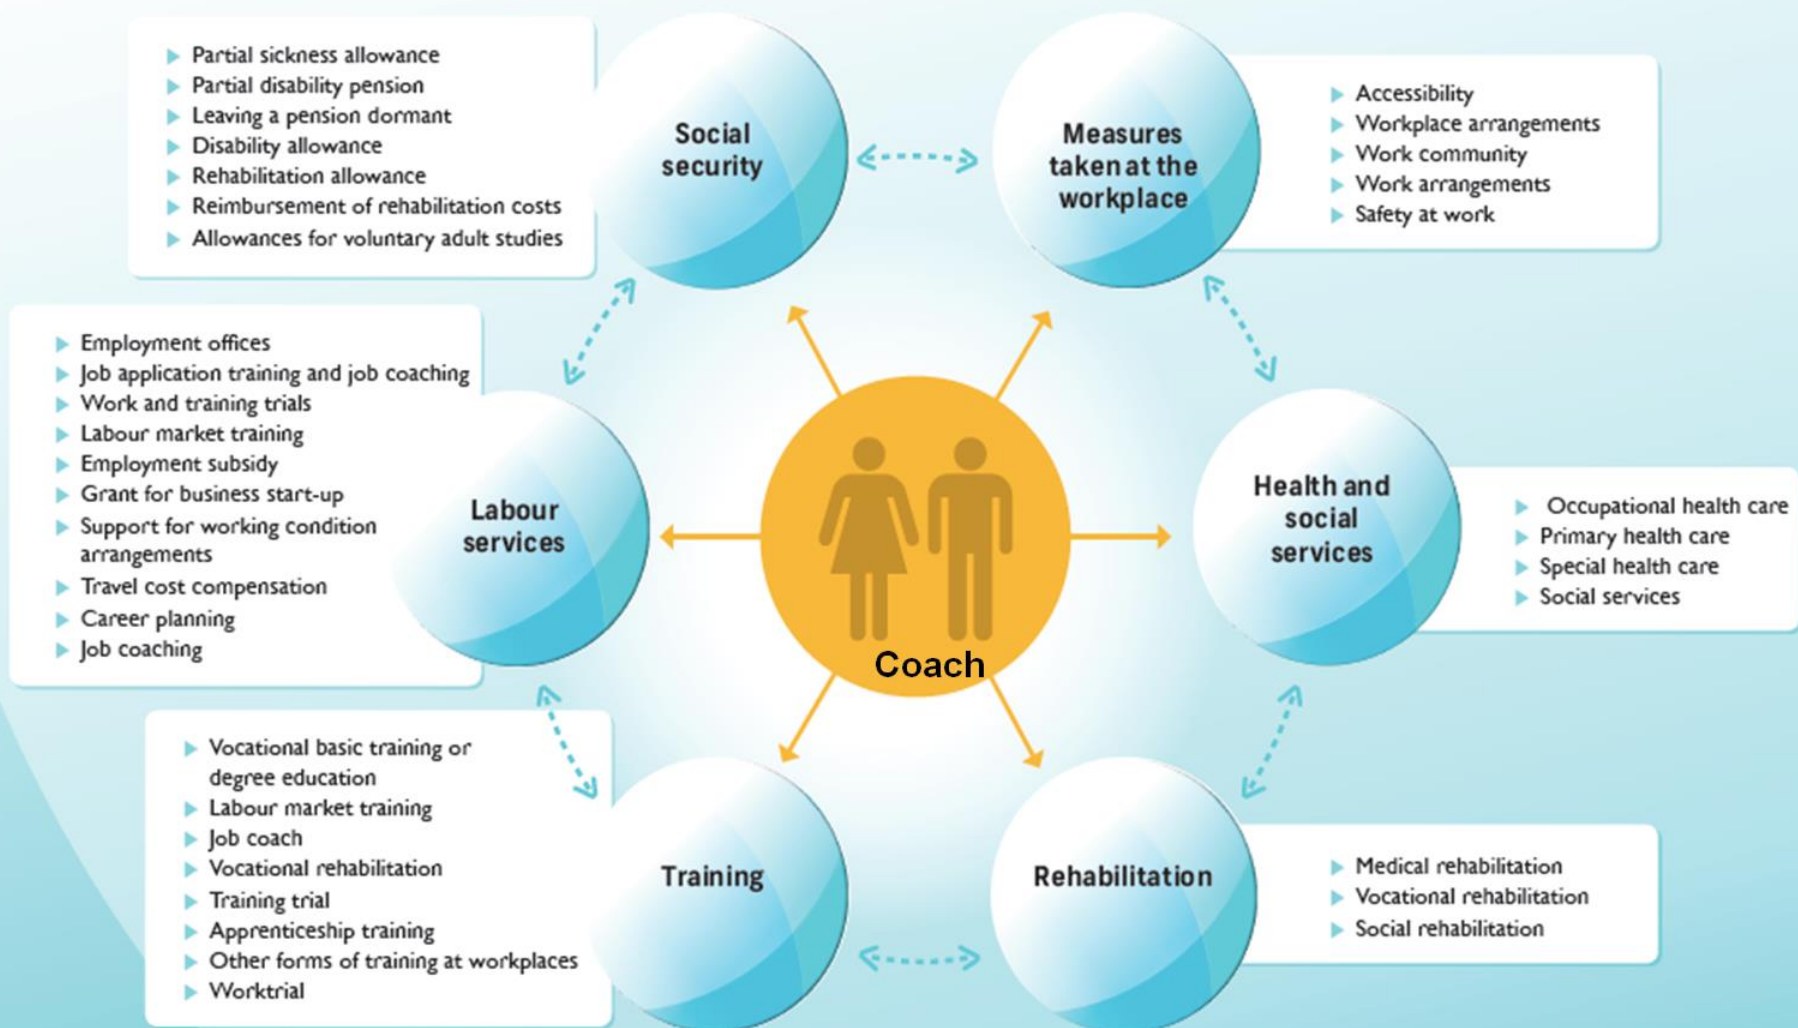 Partial sickness allowance
Partial disability pension
Leaving a pension dormant
Disability allowance
Rehabilitation allowance
Reimbursement of rehabilitation costs
Allowances for voluntary adult studies
Social
security
Measures
taken at the
workplace
Accessibility
Workplace arrangements
Work community
Work arrangements
Safety at work
Employment offices
Job application training and job coaching
Work and training trials
Labour market training
Employment subsidy
Grant for business start-up
Support for working condition
arrangements
Travel cost compensation
Career planning
Job coaching
Labour
services
Coach
Health and
social
services
Occupational health care
Primary health care
Special health care
Social services
Vocational basic training or
degree education
Labour market training
Job coach
Vocational rehabilitation
Training trial
Apprenticeship training
Other forms of training at workplaces
Worktrial
Training
Rehabilitation
Medical rehabilitation
Vocational rehabilitation
Social rehabilitation